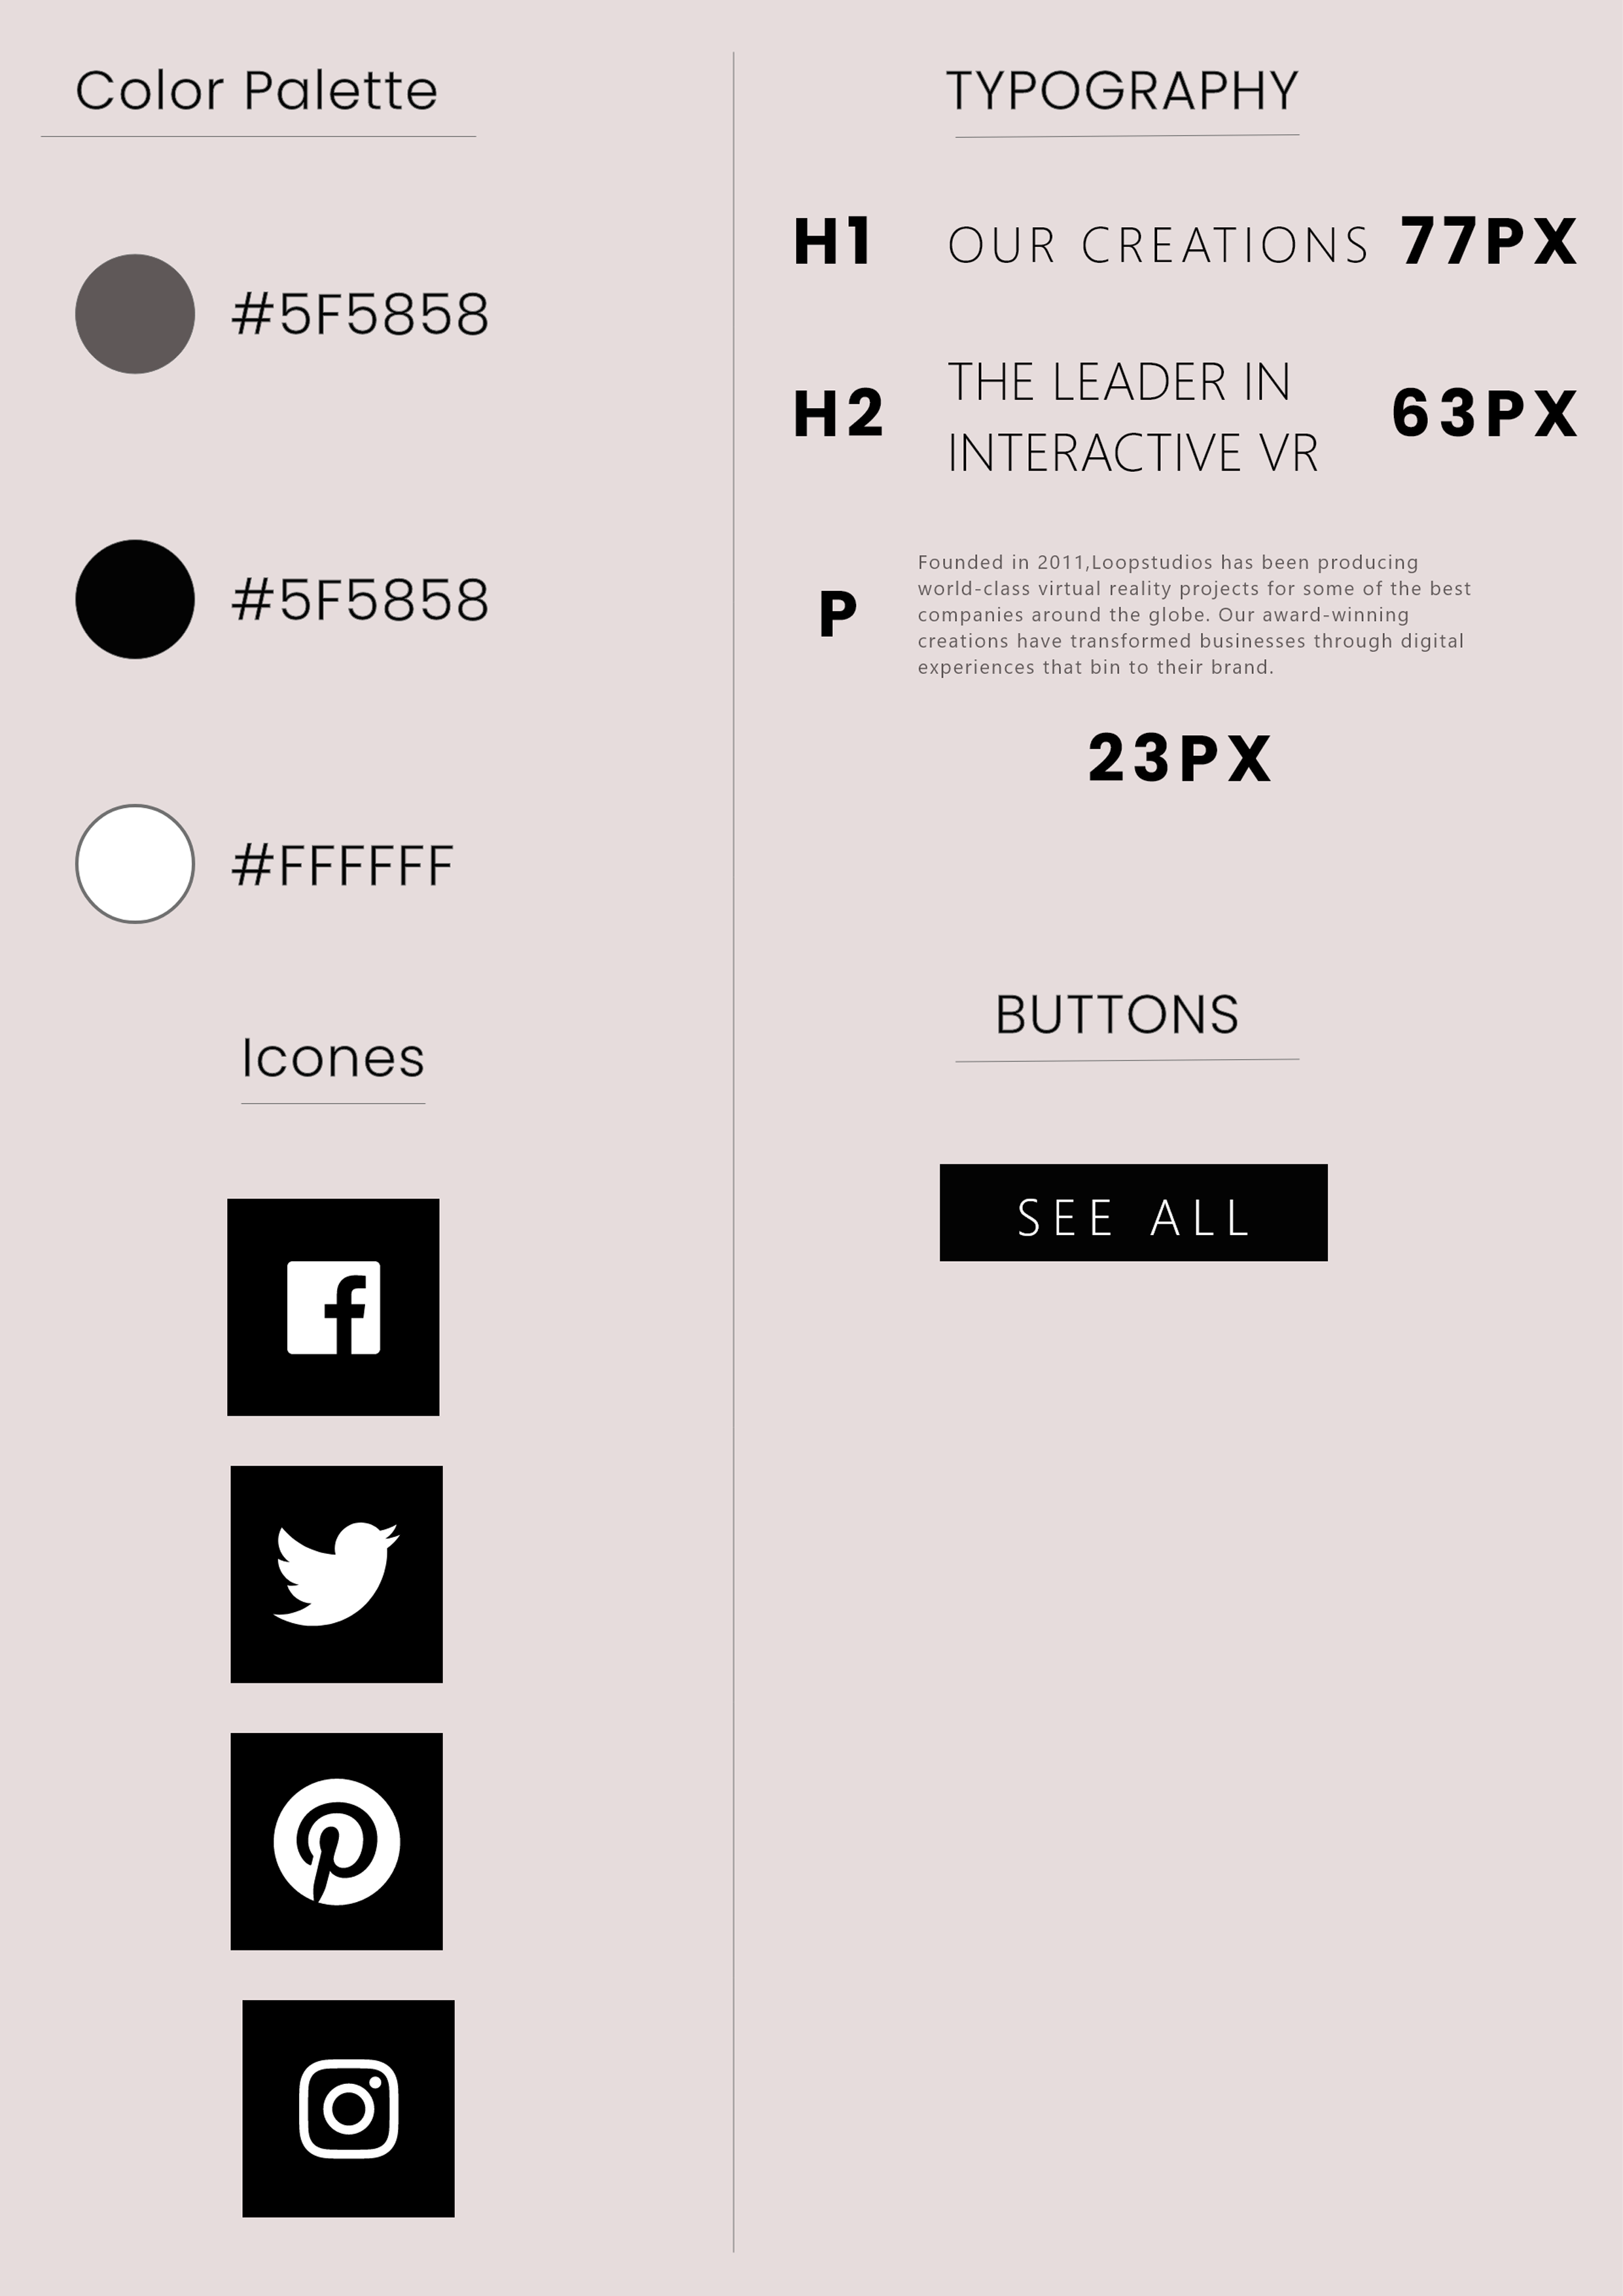 Color Palette
#5F5858
#5F5858
#FFFFFF
Icones
TYPOGRAPHY
H1 OUR CREATIONS 77PX
H2 THE LEADER IN
INTERACTIVE VR 63PX
P
Founded in 2011,Loopstudios has been producing
world-class virtual reality projects for some of the best
companies around the globe. Our award-winning
creations have transformed businesses through digital
experiences that bin to their brand.
23PX
BUTTONS
SEE ALL